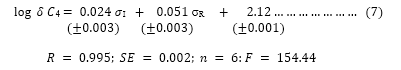 log δ C4 = 0.024 σI + 0.051 σR + 2.12 ... ... ... ... ... ... ... (7)
(±0.003) (±0.003) (±0.001)
R = 0.995; SE = 0.002; n = 6: F = 154.44